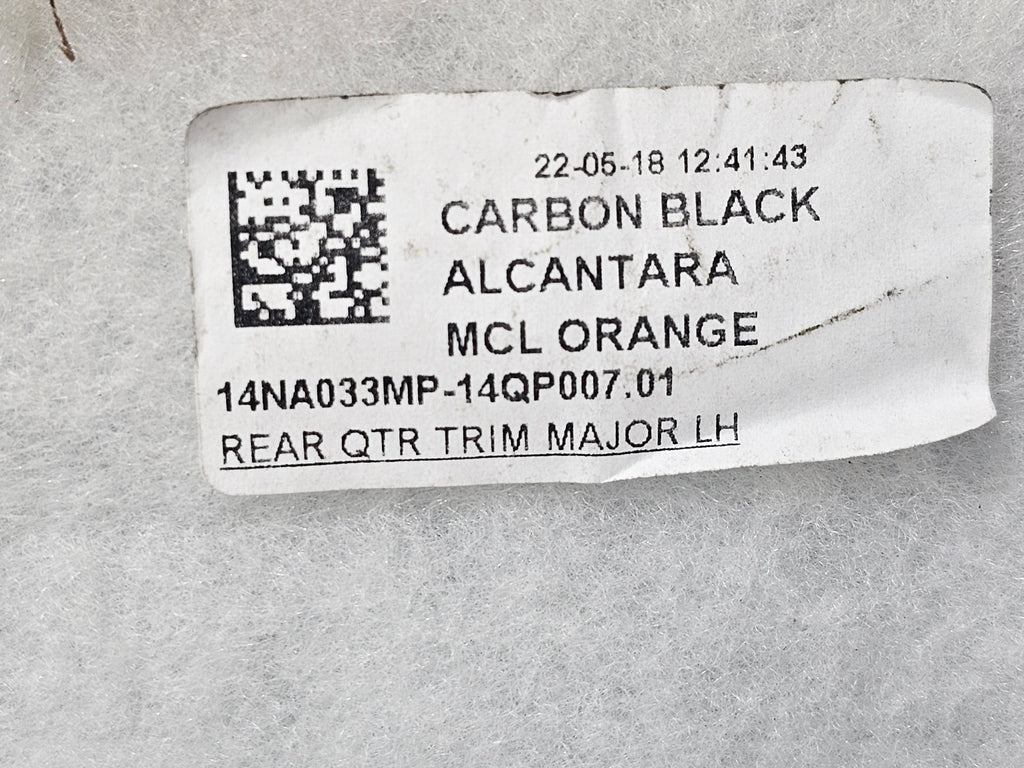 22-05-18 12:41:43
CARBON BLACK
ALCANTARA
MCL ORANGE
14NA033MP-14QP007.01
REAR QTR TRIM MAJOR LH